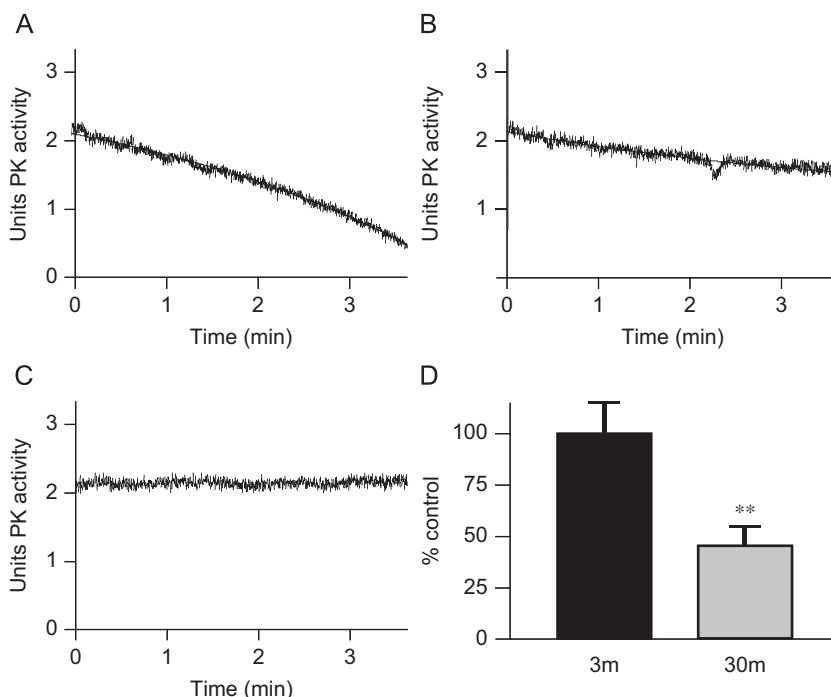 A
Units PK activity
3
2
1
0
0 1 2 3
Time (min)
B
Units PK activity
3
2
1
0 1 2 3
Time (min)
C
Units PK activity
3
2
1
0
0 1 2 3
Time (min)
D
% control
100
75
50
25
0
**
3m 30m